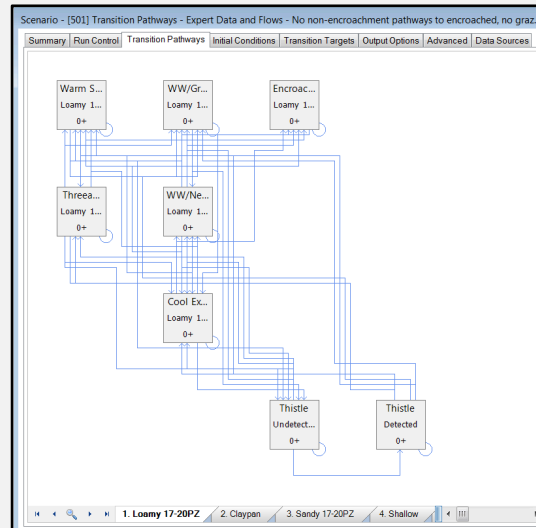 Scenario - [501] Transition Pathways - Expert Data and Flows - No non-encroachment pathways to encroached, no graz.
Summary Run Control Transition Pathways Initial Conditions Transition Targets Output Options Advanced Data Sources
Warm S... WW/Gr... Encroac...
Loamy 1... Loamy 1... Loamy 1...
0+ 0+ 0+
Threea... WW/Ne...
Loamy 1... Loamy 1...
0+ 0+
Cool Ex...
Loamy 1...
0+
Thistle Thistle
Undetect... Detected
0+ 0+
1. Loamy 17-20PZ 2. Claypan 3. Sandy 17-20PZ 4. Shallow